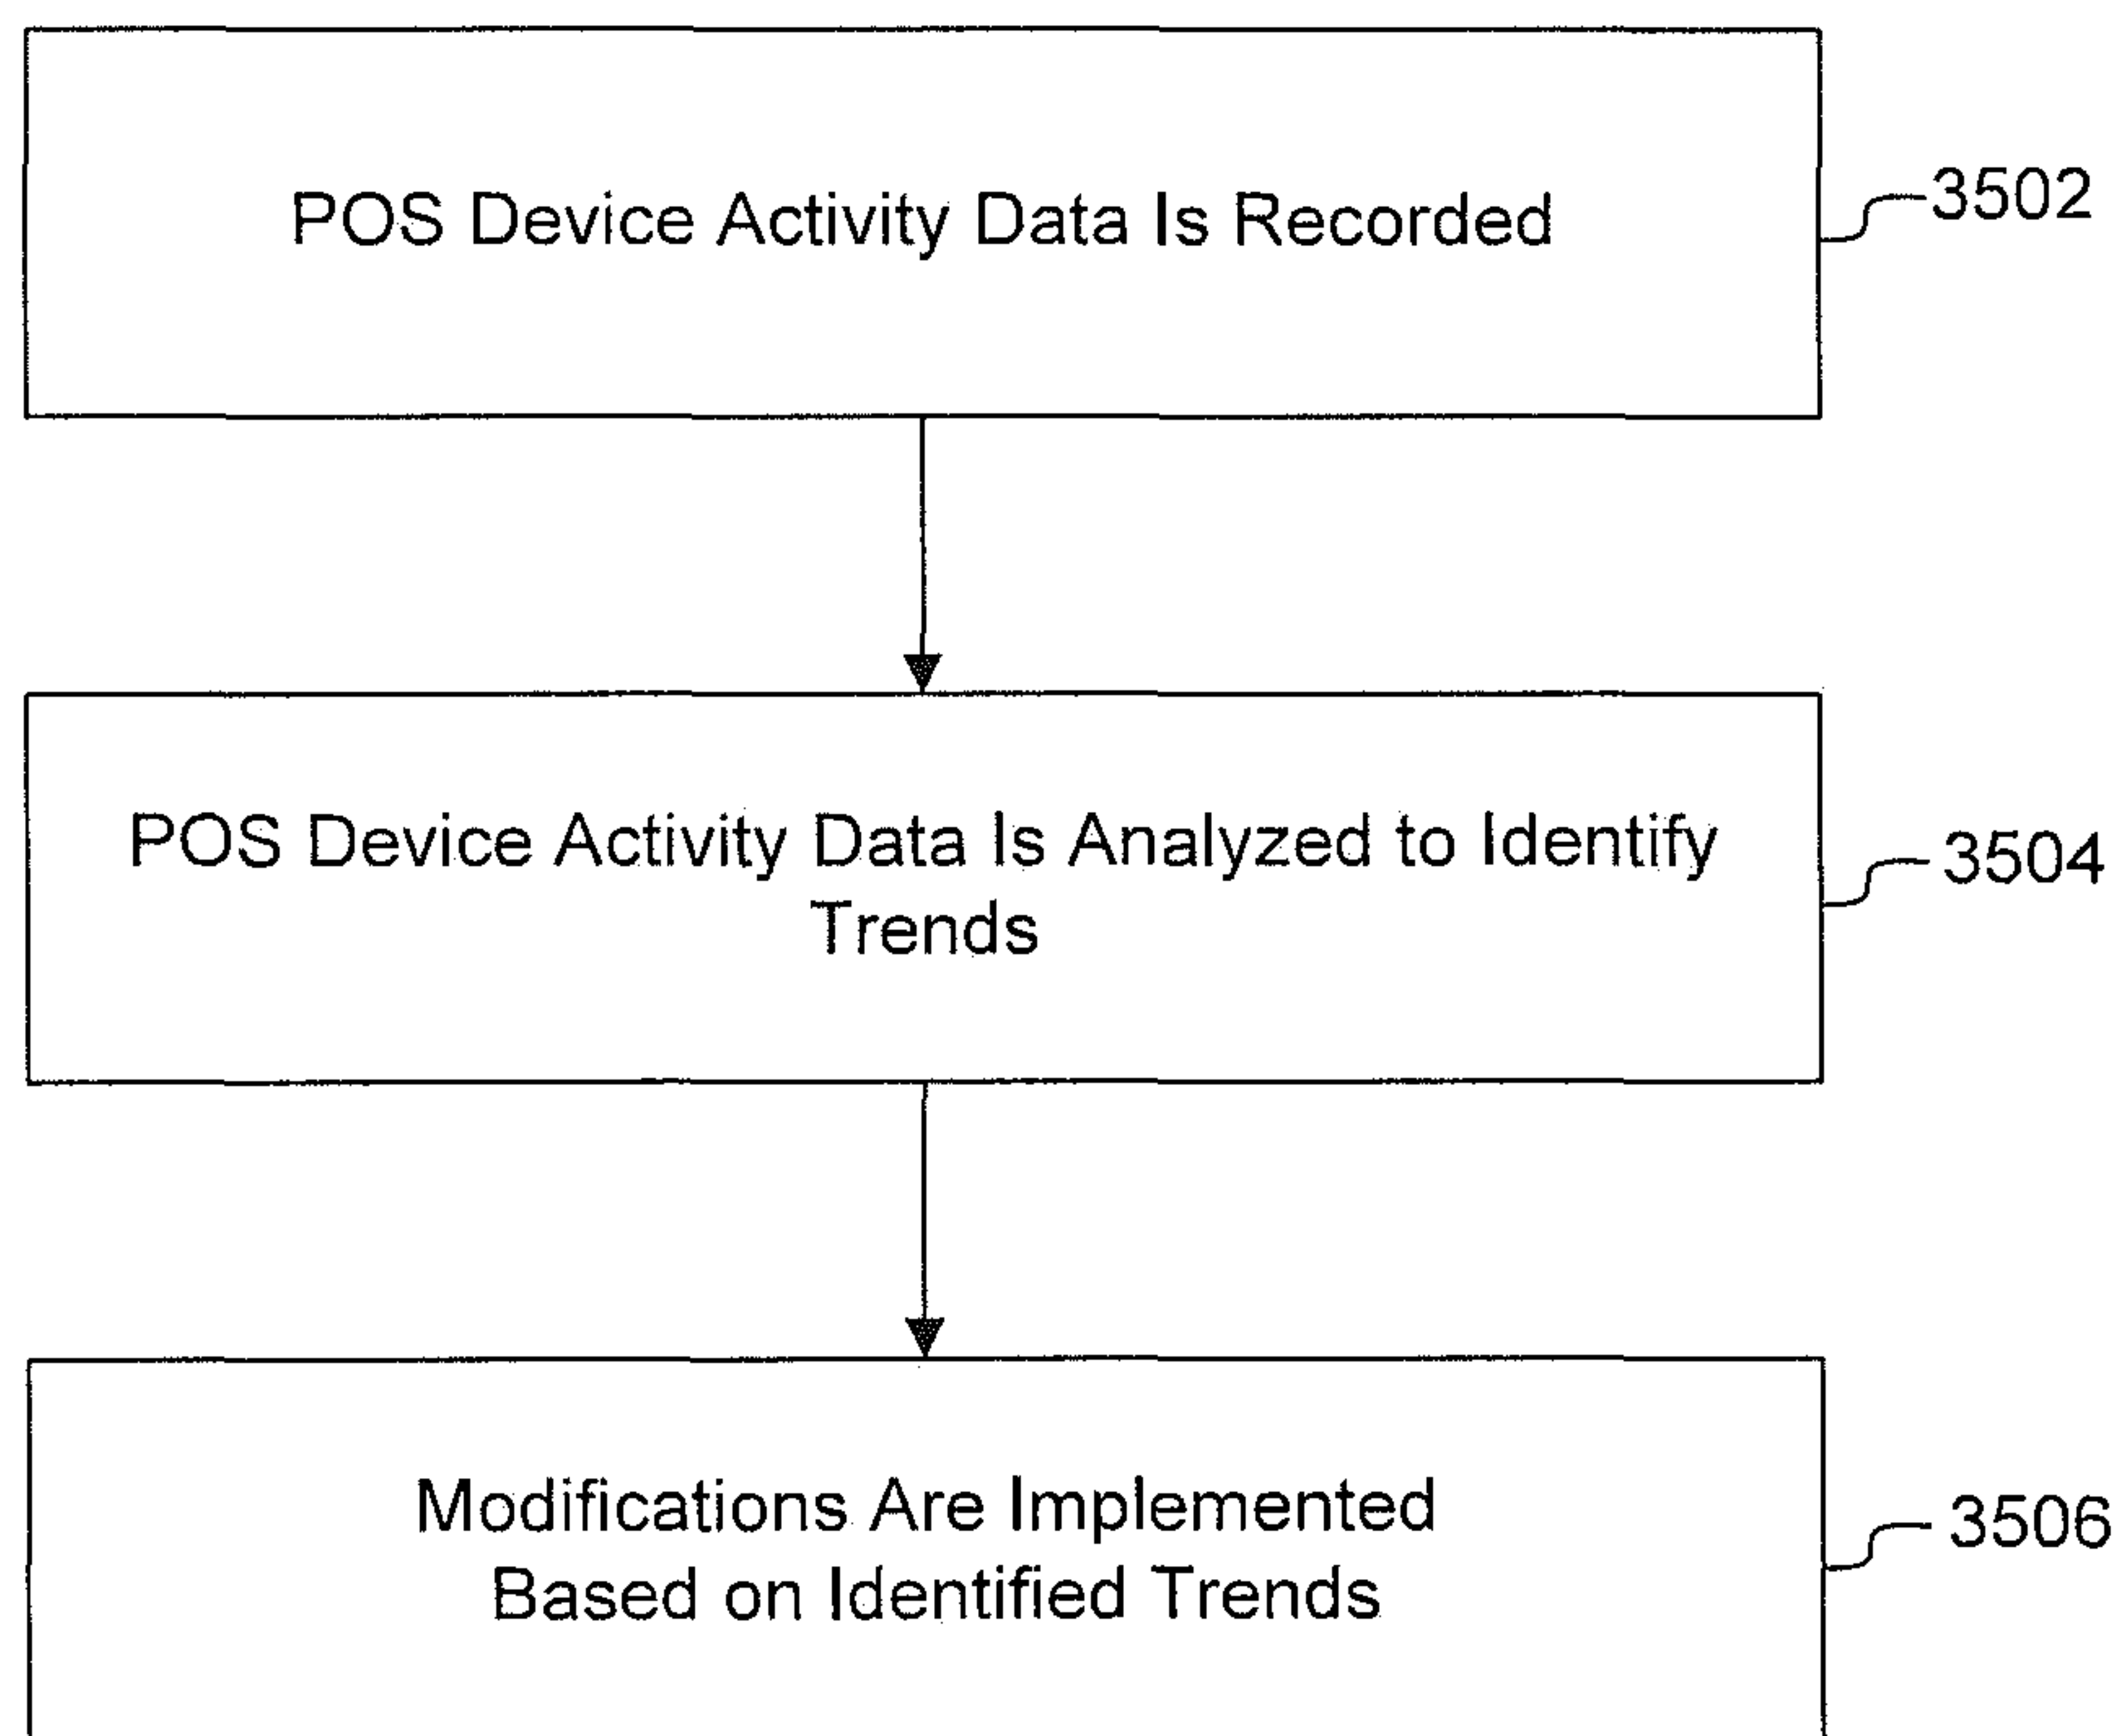 POS Device Activity Data Is Recorded
3502
POS Device Activity Data Is Analyzed to Identify
Trends
3504
Modifications Are Implemented
Based on Identified Trends
3506